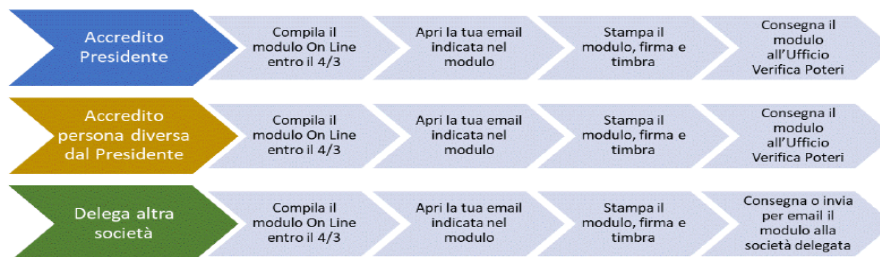 Accredito
Presidente
Compila il
modulo On Line
entro il 4/3
Apri la tua email
indicata nel
modulo
Stampa il
modulo, firma e
timbra
Consegna il
modulo
all'Ufficio
Verifica Poteri
Accredito
persona diversa
dal Presidente
Compila il
modulo On Line
entro il 4/3
Apri la tua email
indicata nel
modulo
Stampa il
modulo, firma e
timbra
Consegna il
modulo
all'Ufficio
Verifica Poteri
Delega altra
società
Compila il
modulo On Line
entro il 4/3
Apri la tua email
indicata nel
modulo
Stampa il
modulo, firma e
timbra
Consegna o invia
per email il
modulo alla
società delegata